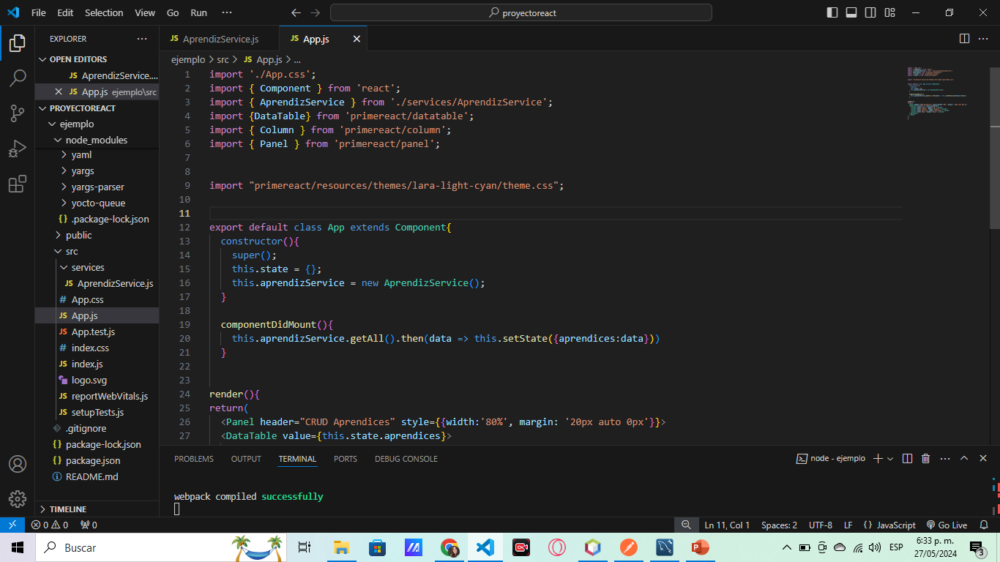 File Edit Selection View Go Run ···
proyectoreact
EXPLORER
OPEN EDITORS
JS AprendizService....
JS App.js ejemplo\src
PROYECTOREACT
ejemplo
node_modules
yaml
yargs
yargs-parser
yocto-queue
{} .package-lock.json
public
src
services
JS AprendizService.js
# App.css
JS App.js
JS App.test.js
# index.css
JS index.js
logo.svg
JS reportWebVitals.js
JS setupTests.js
.gitignore
{} package-lock.json
{} package.json
README.md
TIMELINE
JS AprendizService.js
JS App.js
ejemplo > src > JS App.js > ...
1 import './App.css';
2 import { Component } from 'react';
3 import { AprendizService } from './services/AprendizService';
4 import {DataTable} from 'primereact/datatable';
5 import { Column } from 'primereact/column';
6 import { Panel } from 'primereact/panel';
7
8
9 import "primereact/resources/themes/lara-light-cyan/theme.css";
10
11
12 export default class App extends Component{
13 constructor(){
14 super();
15 this.state = {};
16 this.aprendizService = new AprendizService();
17 }
18
19 componentDidMount(){
20 this.aprendizService.getAll().then(data => this.setState({aprendices:data}))
21 }
22
23
24 render(){
25 return(
26 <Panel header="CRUD Aprendices" style={{width:'80%', margin: '20px auto 0px'}}>
27 <DataTable value={this.state.aprendices}>
PROBLEMS OUTPUT TERMINAL PORTS DEBUG CONSOLE
node - ejemplo
webpack compiled successfully
0 0 0
Ln 11, Col 1 Spaces: 2 UTF-8 LF {} JavaScript Go Live
Buscar
ESP
6:33 p. m.
27/05/2024
3